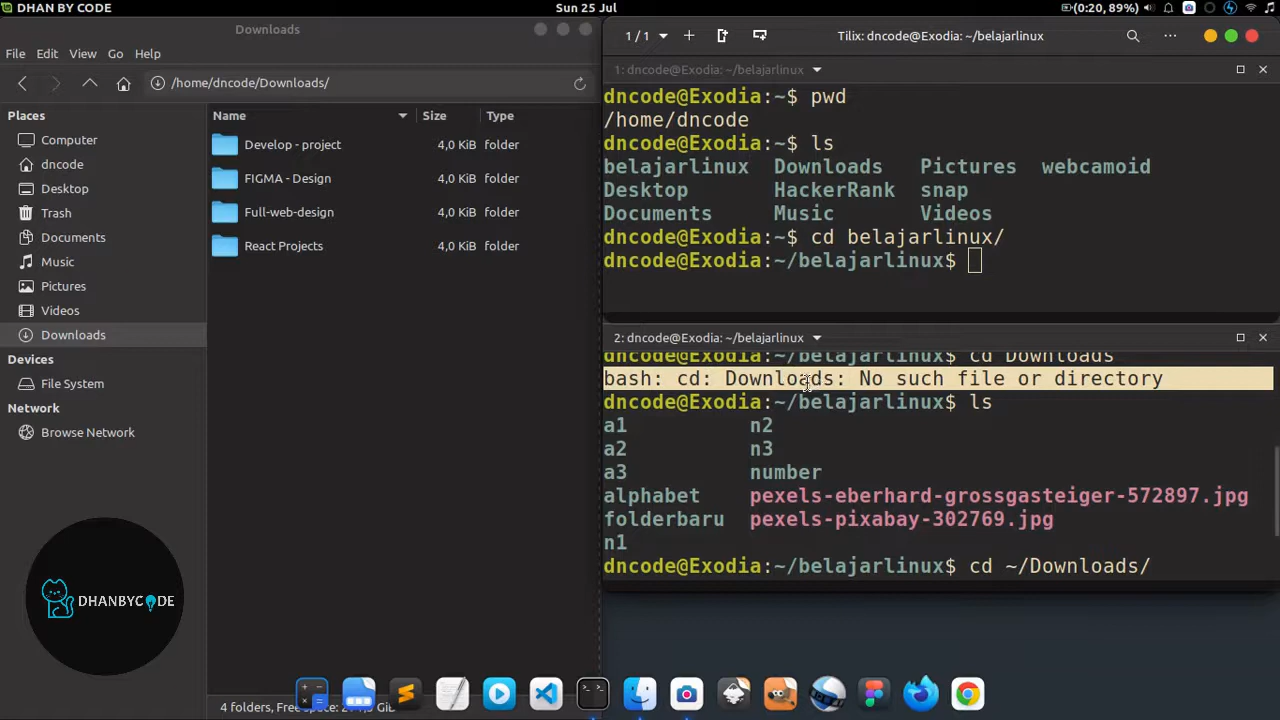 DHAN BY CODE
Sun 25 Jul
(0:20, 89%)
Downloads
File Edit View Go Help
/home/dncode/Downloads/
Places
Computer
dncode
Desktop
Trash
Documents
Music
Pictures
Videos
Downloads
Devices
File System
Network
Browse Network
Name Size Type
Develop - project 4,0 KiB folder
FIGMA - Design 4,0 KiB folder
Full-web-design 4,0 KiB folder
React Projects 4,0 KiB folder
DHANBYCODE
4 folders, Free space:
1 / 1
Tilix: dncode@Exodia: ~/belajarlinux
1: dncode@Exodia: ~/belajarlinux
dncode@Exodia:~$ pwd
/home/dncode
dncode@Exodia:~$ ls
belajarlinux Downloads Pictures webcamoid
Desktop HackerRank snap
Documents Music Videos
dncode@Exodia:~$ cd belajarlinux/
dncode@Exodia:~/belajarlinux$
2: dncode@Exodia: ~/belajarlinux
dncode@Exodia:~/belajarlinux$ cd Downloads
bash: cd: Downloads: No such file or directory
dncode@Exodia:~/belajarlinux$ ls
a1 n2
a2 n3
a3 number
alphabet pexels-eberhard-grossgasteiger-572897.jpg
folderbaru pexels-pixabay-302769.jpg
n1
dncode@Exodia:~/belajarlinux$ cd ~/Downloads/